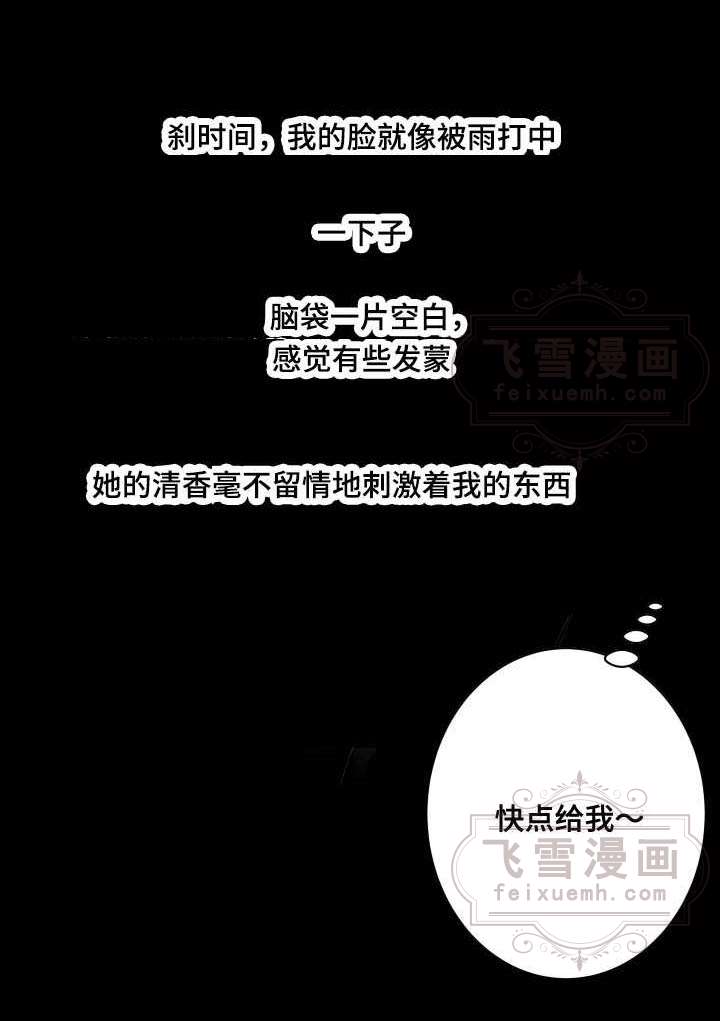 刹时间，我的脸就像被雨打中
一下子
脑袋一片空白，
感觉有些发蒙
飞雪漫画
feixuemh.com
她的清香毫不留情地刺激着我的东西
快点给我～
飞雪漫画
feixuemh.com